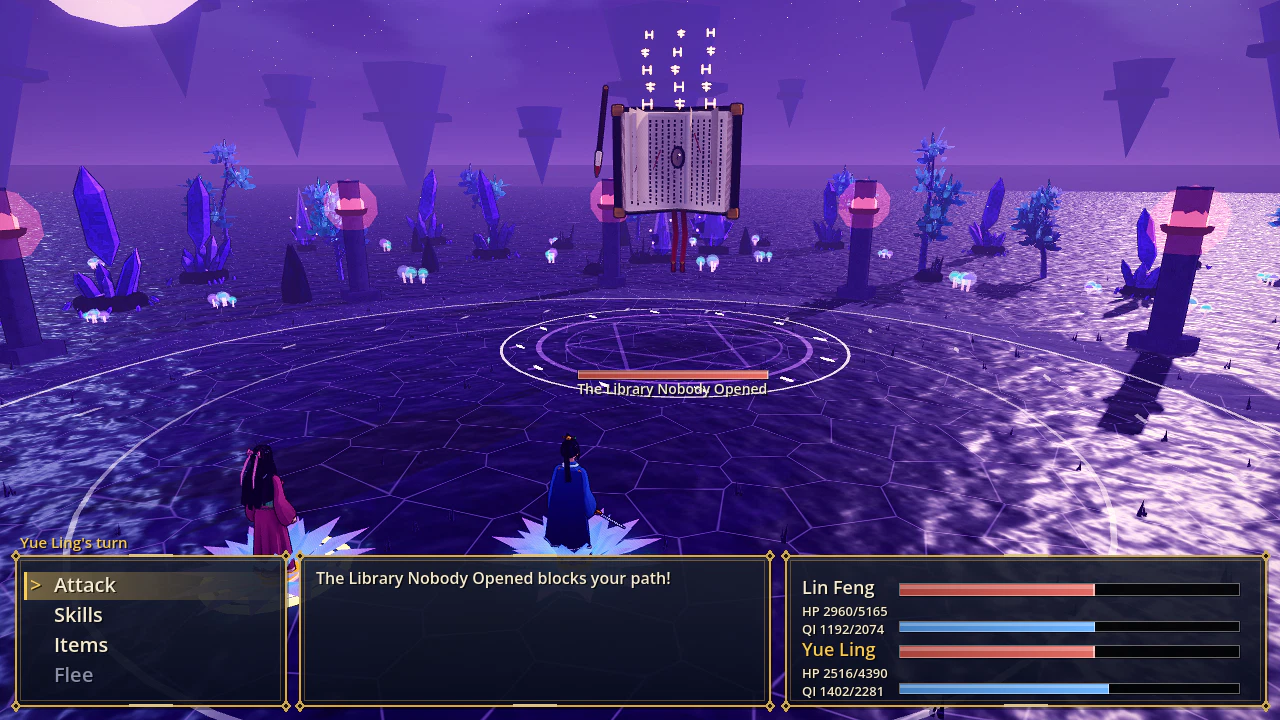 The Library Nobody Opened
Yue Ling's turn
> Attack
Skills
Items
Flee
The Library Nobody Opened blocks your path!
Lin Feng
HP 2960/5165
QI 1192/2074
Yue Ling
HP 2516/4390
QI 1402/2281